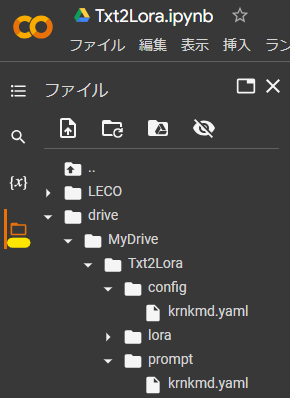 Txt2Lora.ipynb
ファイル 編集 表示 挿入 ラン
ファイル
{x}
..
LECO
drive
MyDrive
Txt2Lora
config
krnkmd.yaml
lora
prompt
krnkmd.yaml